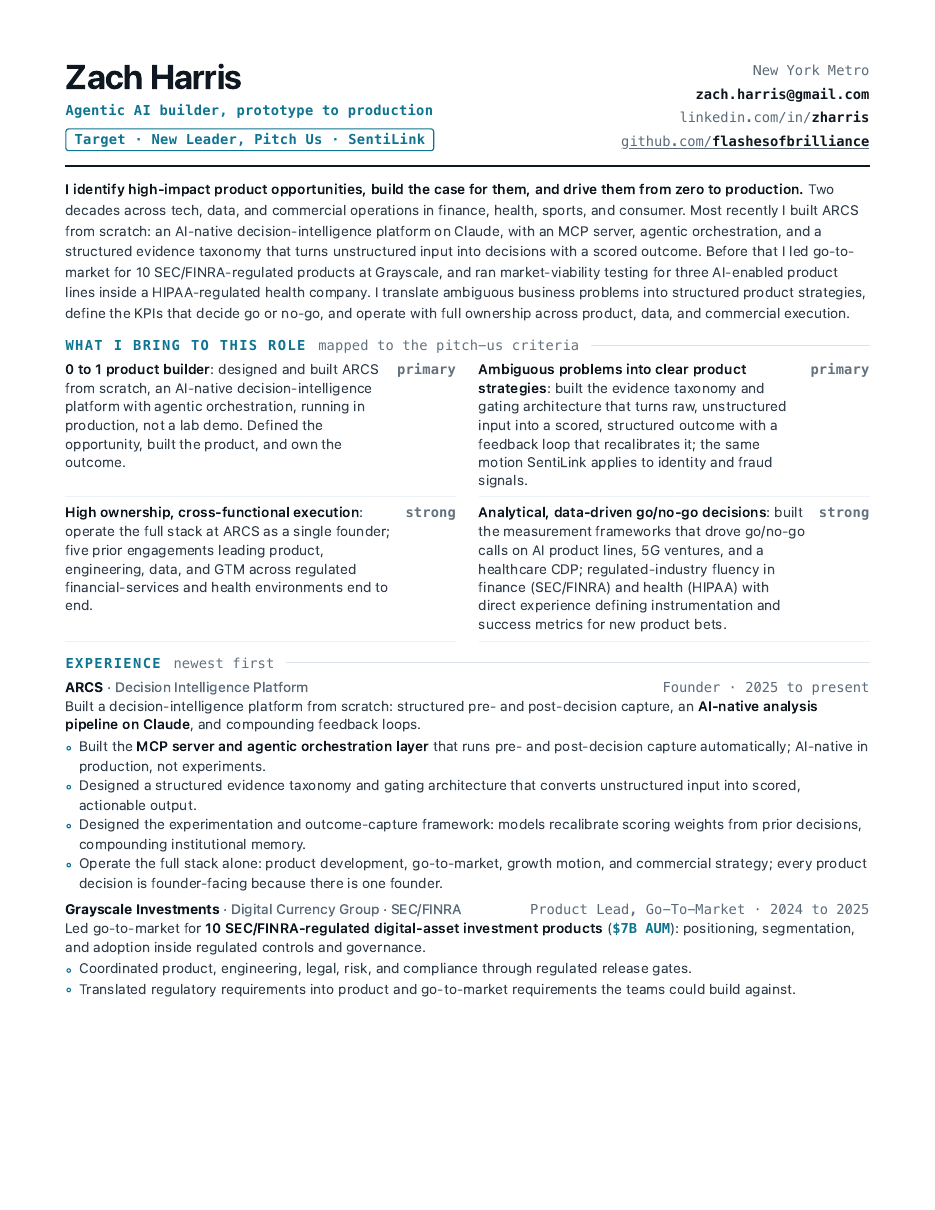 Zach Harris
Agentic AI builder, prototype to production
Target · New Leader, Pitch Us · SentiLink
New York Metro
zach.harris@gmail.com
linkedin.com/in/zharris
github.com/flashesofbrilliance
I identify high-impact product opportunities, build the case for them, and drive them from zero to production. Two
decades across tech, data, and commercial operations in finance, health, sports, and consumer. Most recently I built ARCS
from scratch: an AI-native decision-intelligence platform on Claude, with an MCP server, agentic orchestration, and a
structured evidence taxonomy that turns unstructured input into decisions with a scored outcome. Before that I led go-to-
market for 10 SEC/FINRA-regulated products at Grayscale, and ran market-viability testing for three AI-enabled product
lines inside a HIPAA-regulated health company. I translate ambiguous business problems into structured product strategies,
define the KPIs that decide go or no-go, and operate with full ownership across product, data, and commercial execution.
WHAT I BRING TO THIS ROLE mapped to the pitch-us criteria
0 to 1 product builder: designed and built ARCS primary
from scratch, an AI-native decision-intelligence
platform with agentic orchestration, running in
production, not a lab demo. Defined the
opportunity, built the product, and own the
outcome.
Ambiguous problems into clear product primary
strategies: built the evidence taxonomy and
gating architecture that turns raw, unstructured
input into a scored, structured outcome with a
feedback loop that recalibrates it; the same
motion SentiLink applies to identity and fraud
signals.
High ownership, cross-functional execution: strong
operate the full stack at ARCS as a single founder;
five prior engagements leading product,
engineering, data, and GTM across regulated
financial-services and health environments end to
end.
Analytical, data-driven go/no-go decisions: built strong
the measurement frameworks that drove go/no-go
calls on AI product lines, 5G ventures, and a
healthcare CDP; regulated-industry fluency in
finance (SEC/FINRA) and health (HIPAA) with
direct experience defining instrumentation and
success metrics for new product bets.
EXPERIENCE newest first
ARCS · Decision Intelligence Platform Founder · 2025 to present
Built a decision-intelligence platform from scratch: structured pre- and post-decision capture, an AI-native analysis
pipeline on Claude, and compounding feedback loops.
Built the MCP server and agentic orchestration layer that runs pre- and post-decision capture automatically; AI-native in
production, not experiments.
Designed a structured evidence taxonomy and gating architecture that converts unstructured input into scored,
actionable output.
Designed the experimentation and outcome-capture framework: models recalibrate scoring weights from prior decisions,
compounding institutional memory.
Operate the full stack alone: product development, go-to-market, growth motion, and commercial strategy; every product
decision is founder-facing because there is one founder.
Grayscale Investments · Digital Currency Group · SEC/FINRA Product Lead, Go-To-Market · 2024 to 2025
Led go-to-market for 10 SEC/FINRA-regulated digital-asset investment products ($7B AUM): positioning, segmentation,
and adoption inside regulated controls and governance.
Coordinated product, engineering, legal, risk, and compliance through regulated release gates.
Translated regulatory requirements into product and go-to-market requirements the teams could build against.